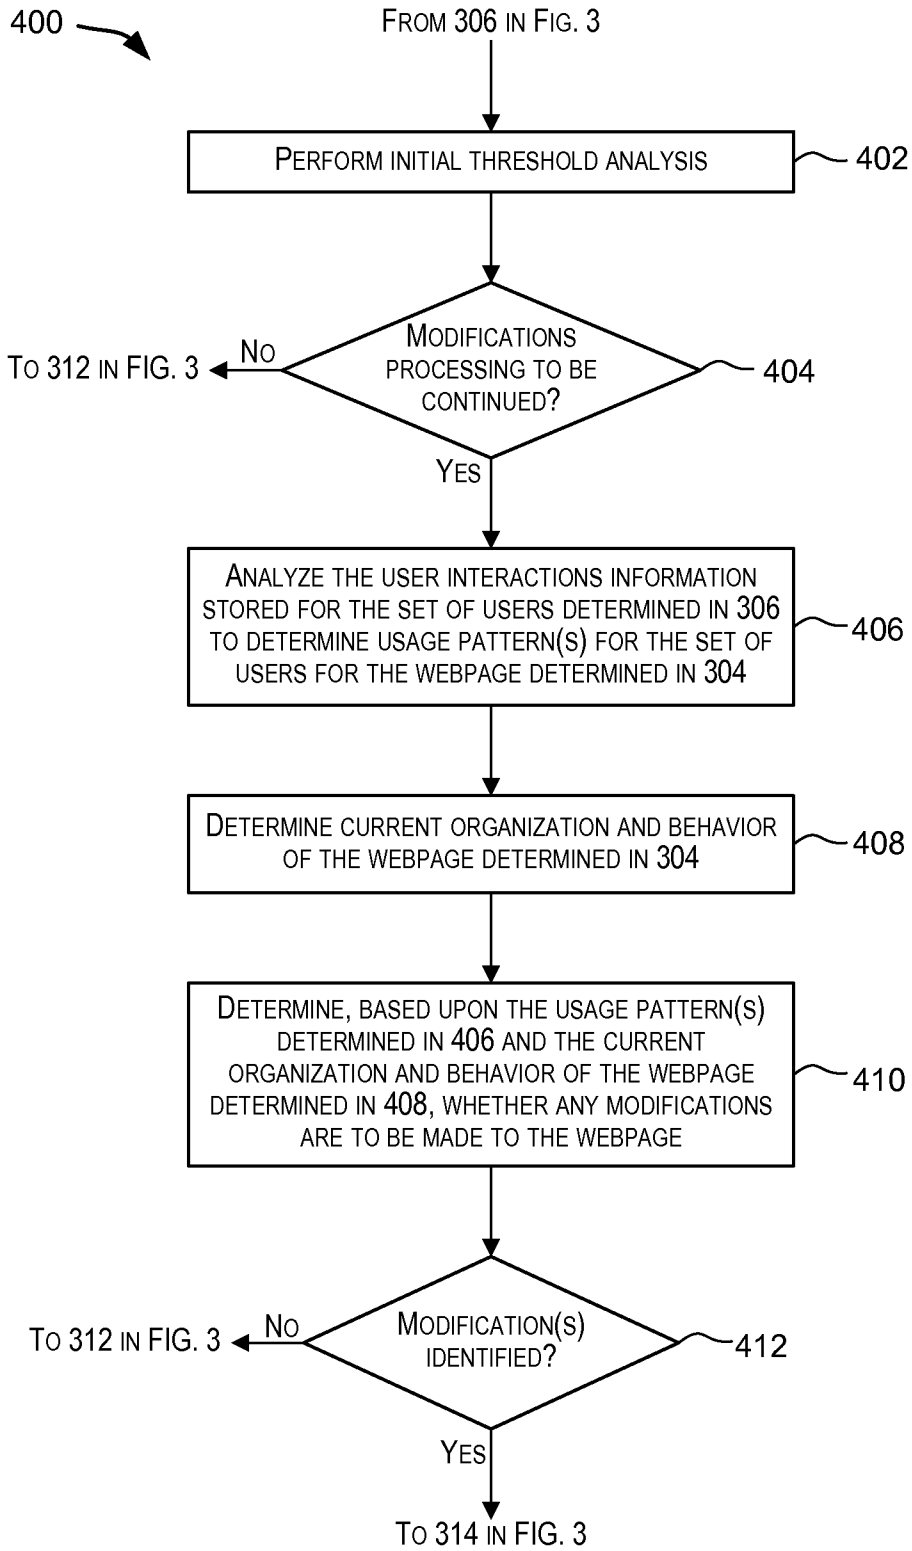 400
From 306 in Fig. 3
Perform initial threshold analysis
402
Modifications
processing to be
continued?
404
No
To 312 in FIG. 3
Yes
Analyze the user interactions information
stored for the set of users determined in 306
to determine usage pattern(s) for the set of
users for the webpage determined in 304
406
Determine current organization and behavior
of the webpage determined in 304
408
Determine, based upon the usage pattern(s)
determined in 406 and the current
organization and behavior of the webpage
determined in 408, whether any modifications
are to be made to the webpage
410
Modification(s)
identified?
412
No
To 312 in FIG. 3
Yes
To 314 in FIG. 3